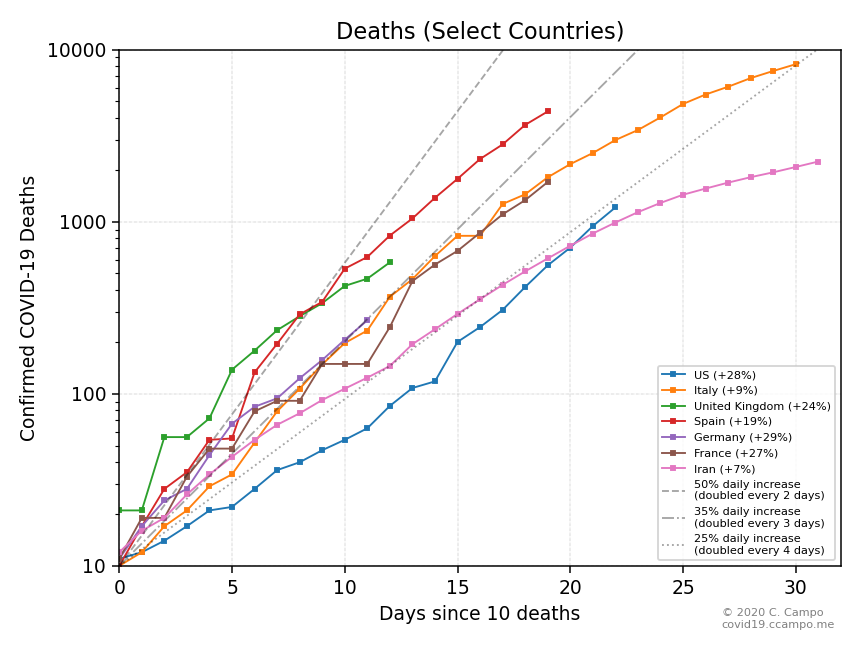 Deaths (Select Countries)
10000
1000
100
10
Confirmed COVID-19 Deaths
0
5
10
15
20
25
30
Days since 10 deaths
US (+28%)
Italy (+9%)
United Kingdom (+24%)
Spain (+19%)
Germany (+29%)
France (+27%)
Iran (+7%)
50% daily increase
(doubled every 2 days)
35% daily increase
(doubled every 3 days)
25% daily increase
(doubled every 4 days)
© 2020 C. Campo
covid19.ccampo.me